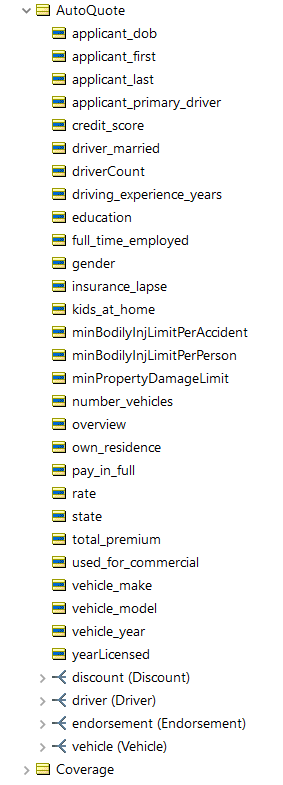 AutoQuote
applicant_dob
applicant_first
applicant_last
applicant_primary_driver
credit_score
driver_married
driverCount
driving_experience_years
education
full_time_employed
gender
insurance_lapse
kids_at_home
minBodilyInjLimitPerAccident
minBodilyInjLimitPerPerson
minPropertyDamageLimit
number_vehicles
overview
own_residence
pay_in_full
rate
state
total_premium
used_for_commercial
vehicle_make
vehicle_model
vehicle_year
yearLicensed
discount (Discount)
driver (Driver)
endorsement (Endorsement)
vehicle (Vehicle)
Coverage